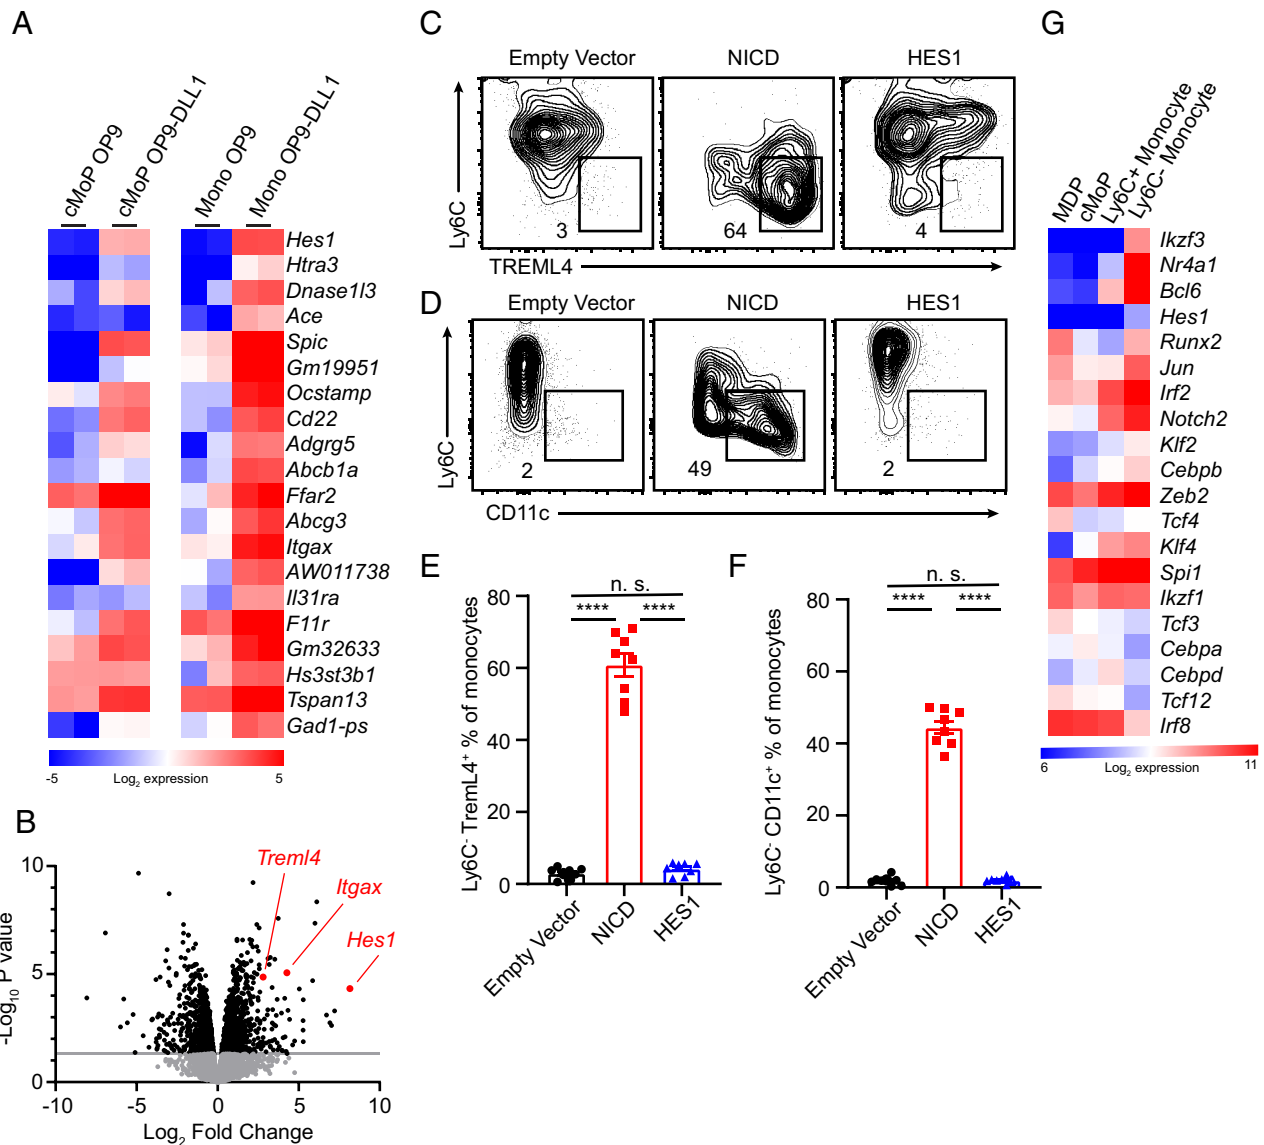 A
cMoP OP9
cMoP OP9-DLL1
Mono OP9
Mono OP9-DLL1
Hes1
Htra3
Dnase1l3
Ace
Spic
Gm19951
Ocstamp
Cd22
Adgrg5
Abcb1a
Ffar2
Abcg3
Itgax
AW011738
Il31ra
F11r
Gm32633
Hs3st3b1
Tspan13
Gad1-ps
-5
Log2 expression
5
B
Treml4
Itgax
Hes1
-Log10 P value
10
5
0
-10
-5
0
5
10
Log2 Fold Change
C
Empty Vector
NICD
HES1
Ly6C
3
64
4
TREML4
D
Empty Vector
NICD
HES1
Ly6C
2
49
2
CD11c
E
n. s.
****
****
Ly6C- TremL4+ % of monocytes
80
60
40
20
0
Empty Vector
NICD
HES1
F
n. s.
****
****
Ly6C- CD11c+ % of monocytes
80
60
40
20
0
Empty Vector
NICD
HES1
G
MDP
cMoP
Ly6C+ Monocyte
Ly6C- Monocyte
Ikzf3
Nr4a1
Bcl6
Hes1
Runx2
Jun
Irf2
Notch2
Klf2
Cebpb
Zeb2
Tcf4
Klf4
Spi1
Ikzf1
Tcf3
Cebpa
Cebpd
Tcf12
Irf8
6
Log2 expression
11